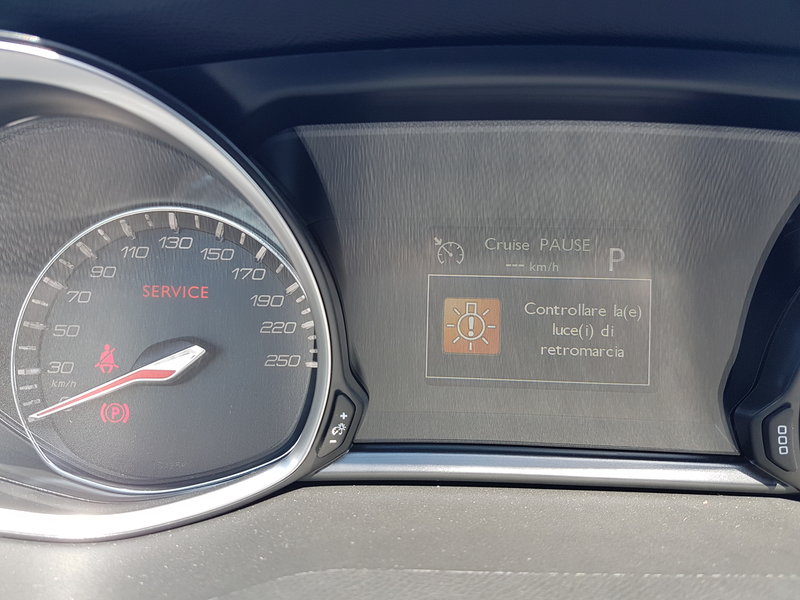 130
110
150
90
170
70
SERVICE
190
50
220
30
250
km/h
P
Cruise PAUSE
--- km/h
P
Controllare la(e)
luce(i) di
retromarcia
+
-
000